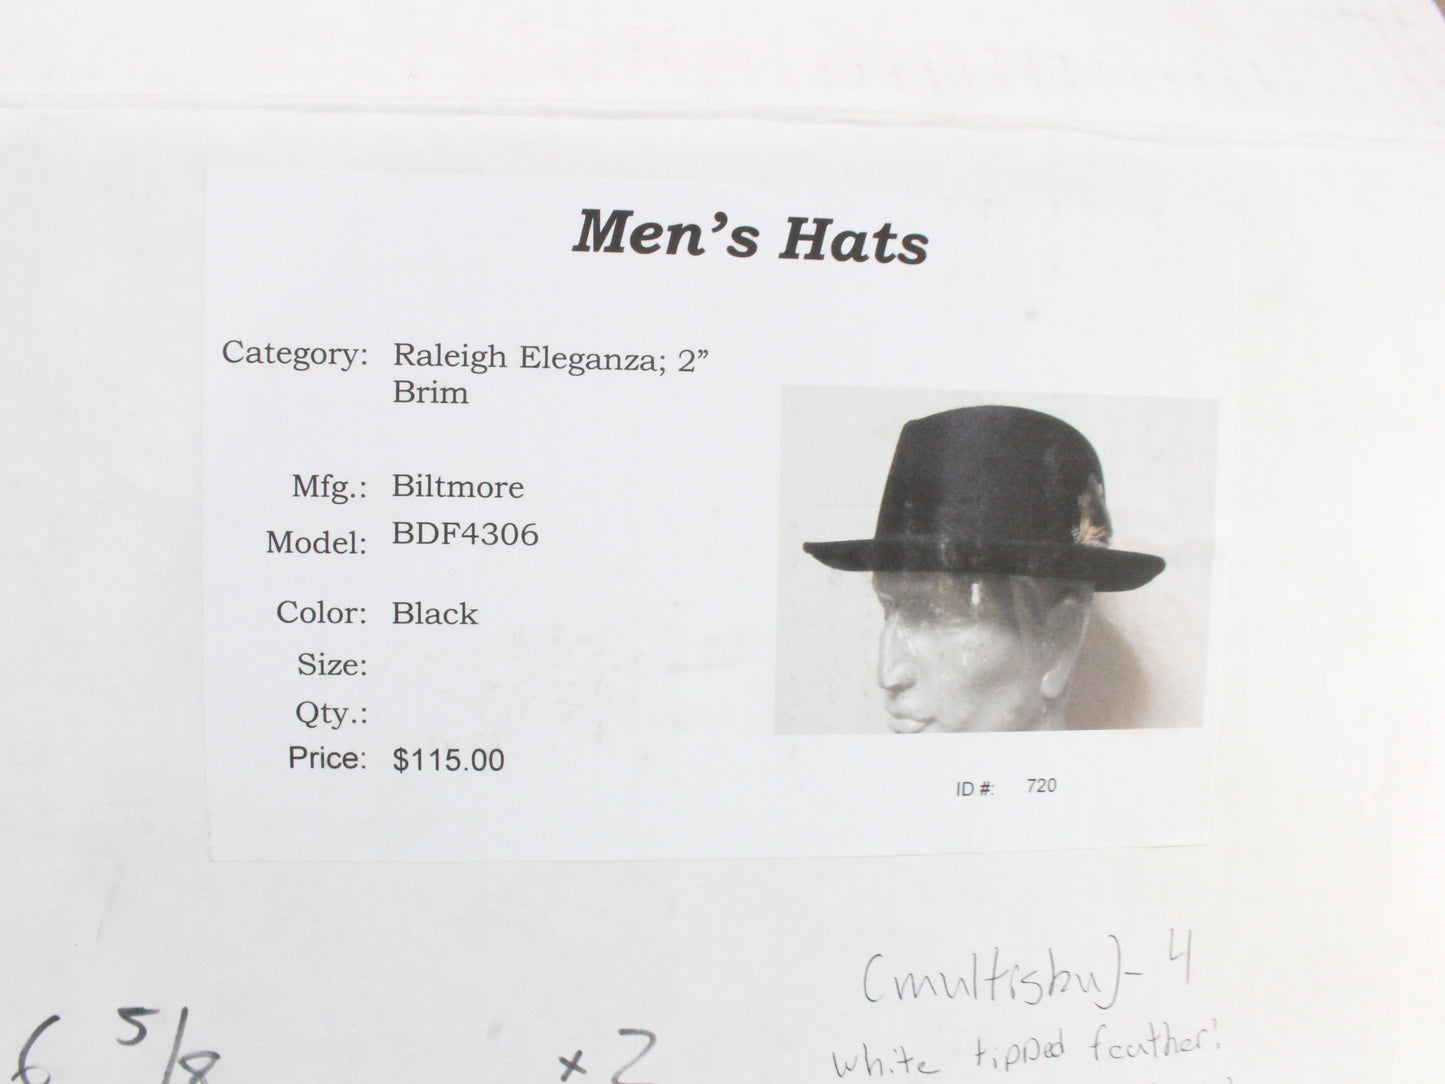 Men's Hats
Category: Raleigh Eleganza; 2”
Brim
Mfg.: Biltmore
Model: BDF4306
Color: Black
Size:
Qty.:
Price: $115.00
ID #: 720
- 4
6 5/8 x 2
white tipped feather: